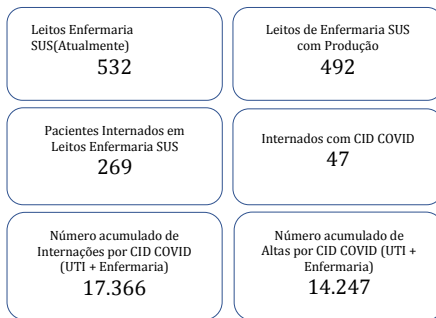 Leitos Enfermaria
SUS(Atualmente)
532
Leitos de Enfermaria SUS
com Produção
492
Pacientes Internados em
Leitos Enfermaria SUS
269
Internados com CID COVID
47
Número acumulado de
Internações por CID COVID
(UTI + Enfermaria)
17.366
Número acumulado de
Altas por CID COVID (UTI +
Enfermaria)
14.247